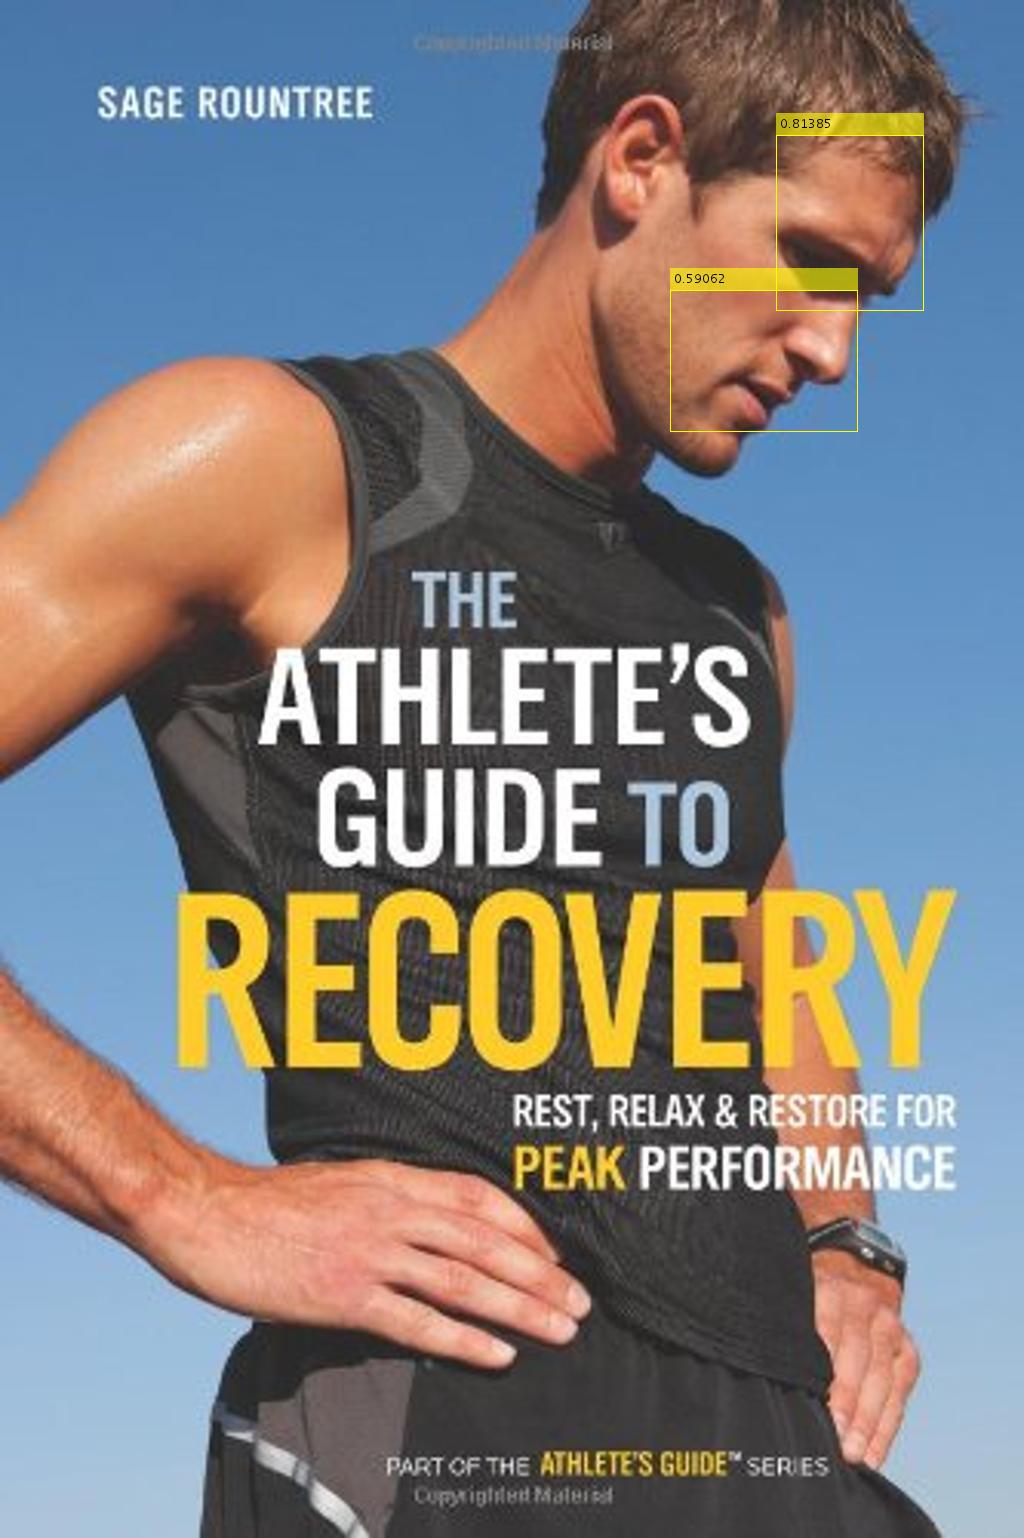 Copyrighted Material
SAGE ROUNTREE
0.81385
0.59062
THE
ATHLETE'S
GUIDE TO
RECOVERY
REST, RELAX & RESTORE FOR
PEAK PERFORMANCE
PART OF THE ATHLETE'S GUIDE™ SERIES
Copyrighted Material